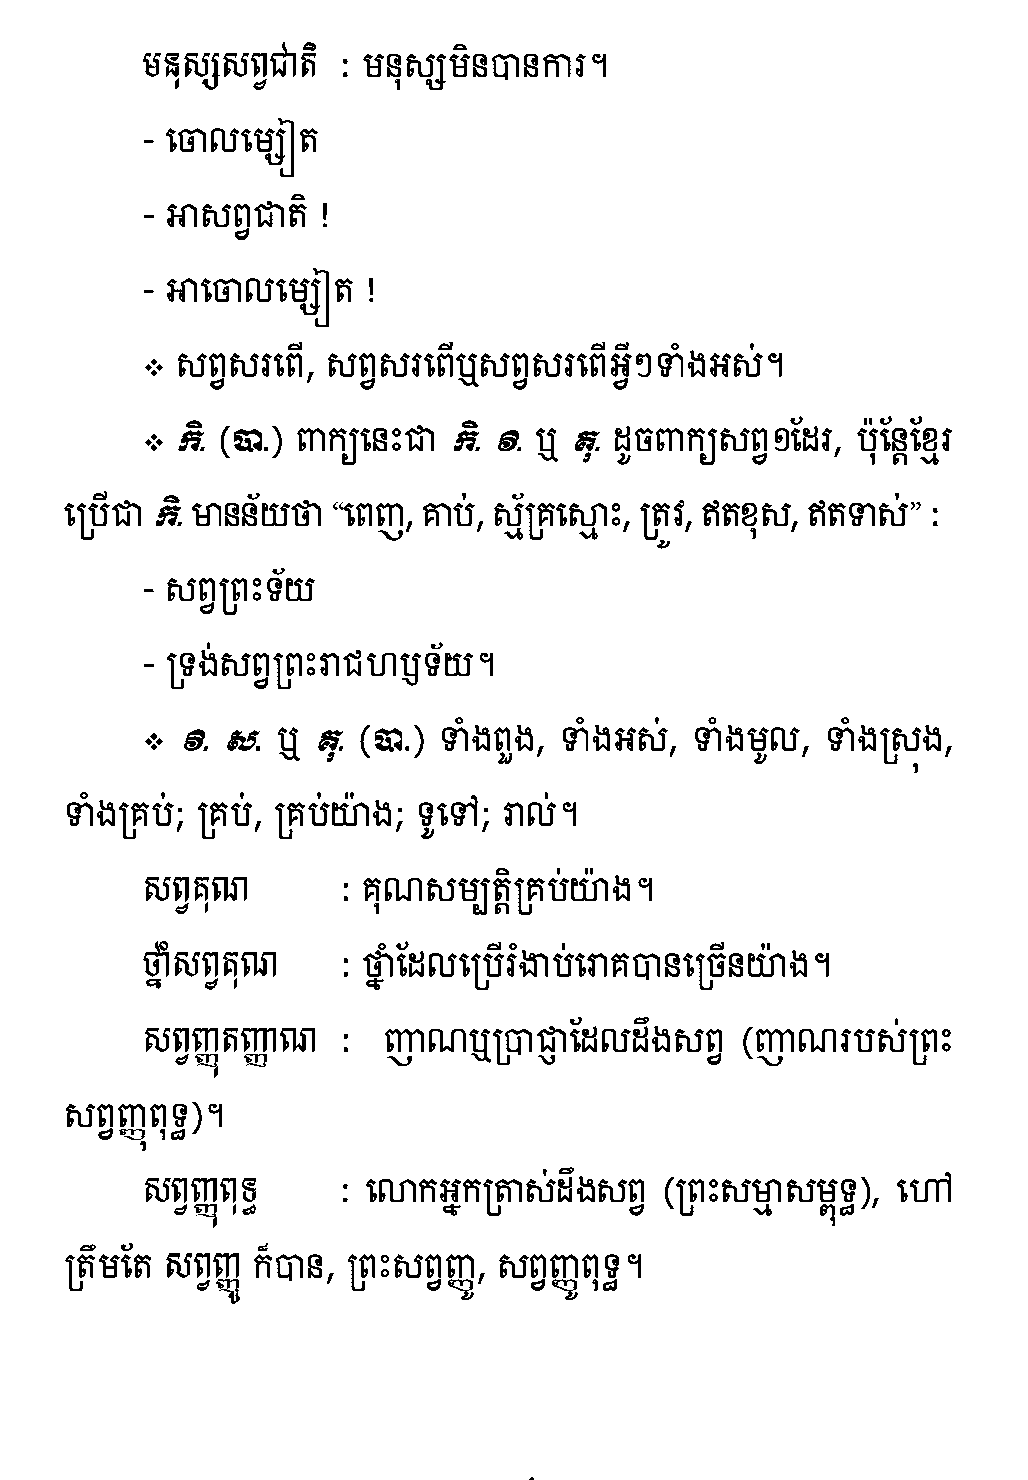 មនុស្សសព្វជាតិ : មនុស្សមិនបានការ។
- ចោលម្សៀត
- អាសព្វជាតិ !
- អាចោលម្សៀត !
❖ សព្វសរពើ, សព្វសរពើឬសព្វសរពើអ្វីៗទាំងអស់។
❖ កិ. (បា.) ពាក្យនេះជា កិ. វិ. ឬ គុ. ដូចពាក្យសព្វ១ដែរ, ប៉ុន្តែខ្មែរ
ប្រើជា កិ. មានន័យថា “ពេញ, គាប់, ស្ម័គ្រស្មោះ, ត្រូវ, ឥតខុស, ឥតទាស់” :
- សព្វព្រះទ័យ
- ទ្រង់សព្វព្រះរាជហឫទ័យ។
❖ វិ. ស. ឬ គុ. (បា.) ទាំងពួង, ទាំងអស់, ទាំងមូល, ទាំងស្រុង,
ទាំងគ្រប់; គ្រប់, គ្រប់យ៉ាង; ទូទៅ; រាល់។
សព្វគុណ : គុណសម្បត្តិគ្រប់យ៉ាង។
ថ្នាំសព្វគុណ : ថ្នាំដែលប្រើរំងាប់រោគបានច្រើនយ៉ាង។
សព្វញ្ញុតញ្ញាណ : ញាណឬប្រាជ្ញាដែលដឹងសព្វ (ញាណរបស់ព្រះ
សព្វញ្ញុពុទ្ធ)។
សព្វញ្ញុពុទ្ធ : លោកអ្នកត្រាស់ដឹងសព្វ (ព្រះសម្មាសម្ពុទ្ធ), ហៅ
ត្រឹមតែ សព្វញ្ញូ ក៏បាន, ព្រះសព្វញ្ញូ, សព្វញ្ញូពុទ្ធ។